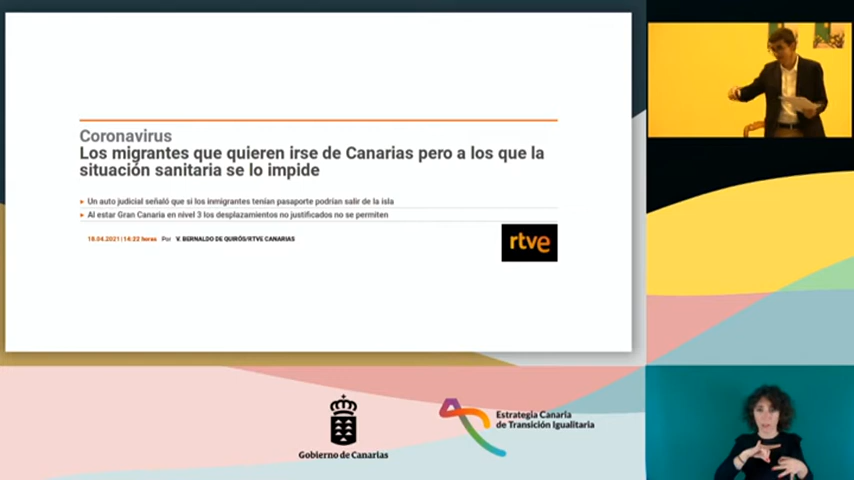 Coronavirus
Los migrantes que quieren irse de Canarias pero a los que la
situación sanitaria se lo impide
Un auto judicial señaló que si los inmigrantes tenían pasaporte podrían salir de la isla
Al estar Gran Canaria en nivel 3 los desplazamientos no justificados no se permiten
18.04.2021 | 14:22 horas Por V. BERNALDO DE QUIRÓS/RTVE CANARIAS
rtve
Gobierno de Canarias
Estrategia Canaria
de Transición Igualitaria